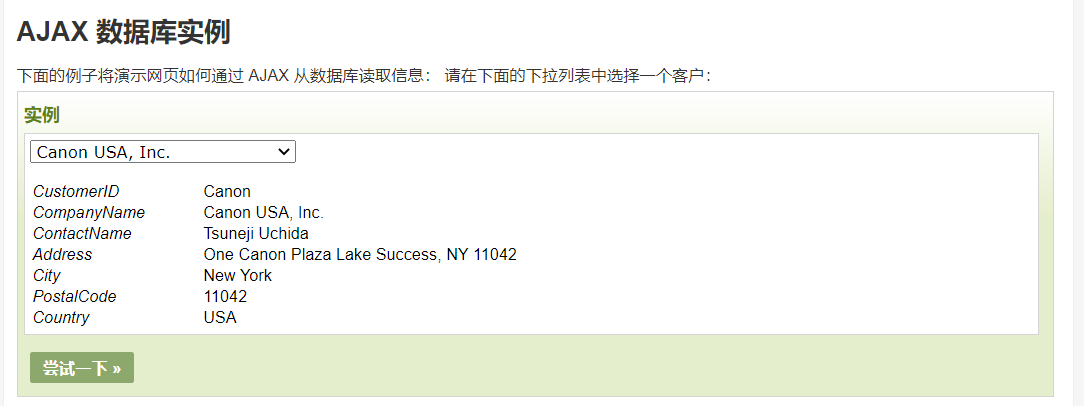 AJAX 数据库实例
下面的例子将演示网页如何通过 AJAX 从数据库读取信息： 请在下面的下拉列表中选择一个客户：
实例
Canon USA, Inc.
CustomerID Canon
CompanyName Canon USA, Inc.
ContactName Tsuneji Uchida
Address One Canon Plaza Lake Success, NY 11042
City New York
PostalCode 11042
Country USA
尝试一下 »